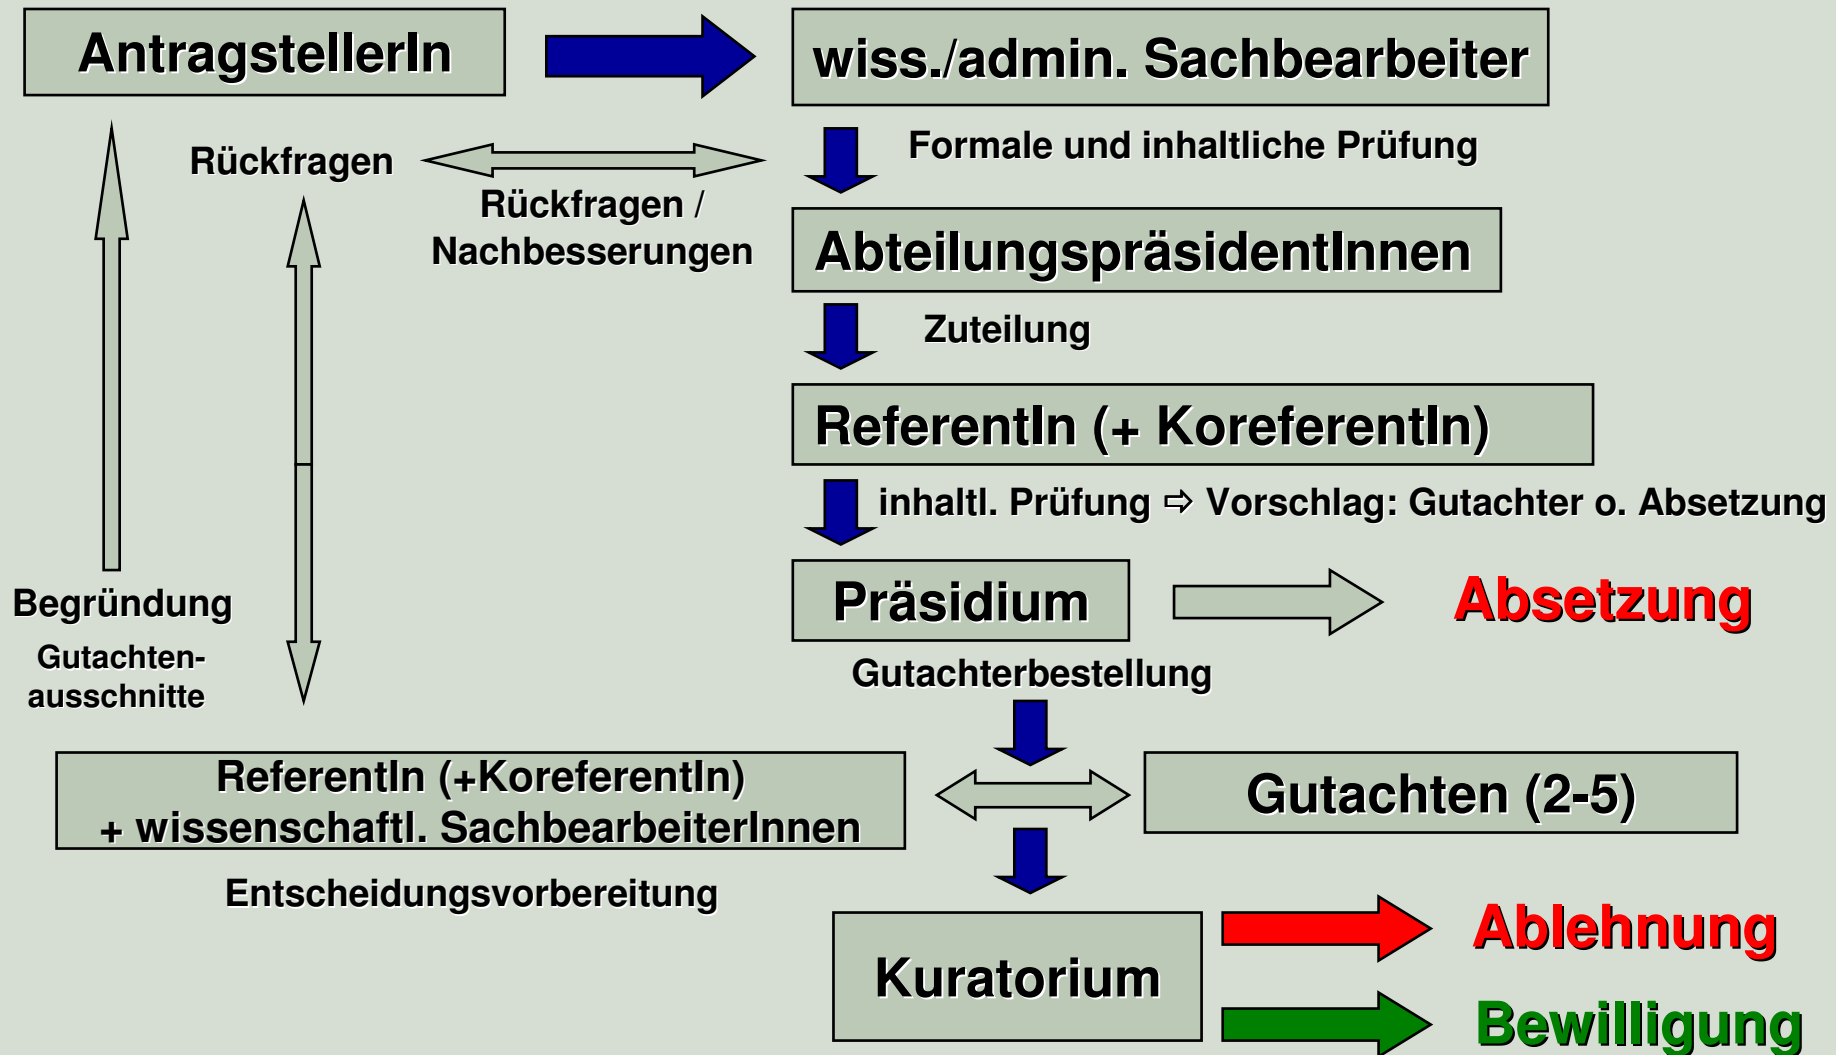 AntragstellerIn
wiss./admin. Sachbearbeiter
Rückfragen
Formale und inhaltliche Prüfung
Rückfragen /
Nachbesserungen
AbteilungspräsidentInnen
Zuteilung
ReferentIn (+ KoreferentIn)
inhaltl. Prüfung ⇨ Vorschlag: Gutachter o. Absetzung
Präsidium
Absetzung
Begründung
Gutachten-
ausschnitte
Gutachterbestellung
ReferentIn (+KoreferentIn)
+ wissenschaftl. SachbearbeiterInnen
Gutachten (2-5)
Entscheidungsvorbereitung
Kuratorium
Ablehnung
Bewilligung